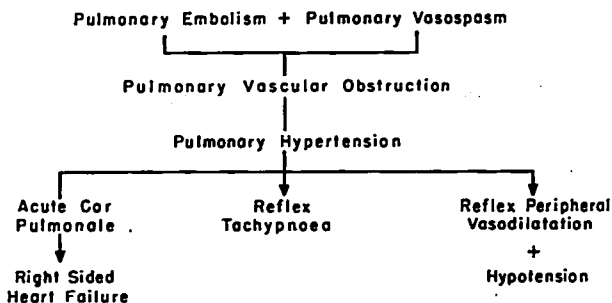 Pulmonary Embolism + Pulmonary Vasospasm
Pulmonary Vascular Obstruction
Pulmonary Hypertension
Acute Cor
Pulmonale
Right Sided
Heart Failure
Reflex
Tachypnoea
Reflex Peripheral
Vasodilatation
+
Hypotension